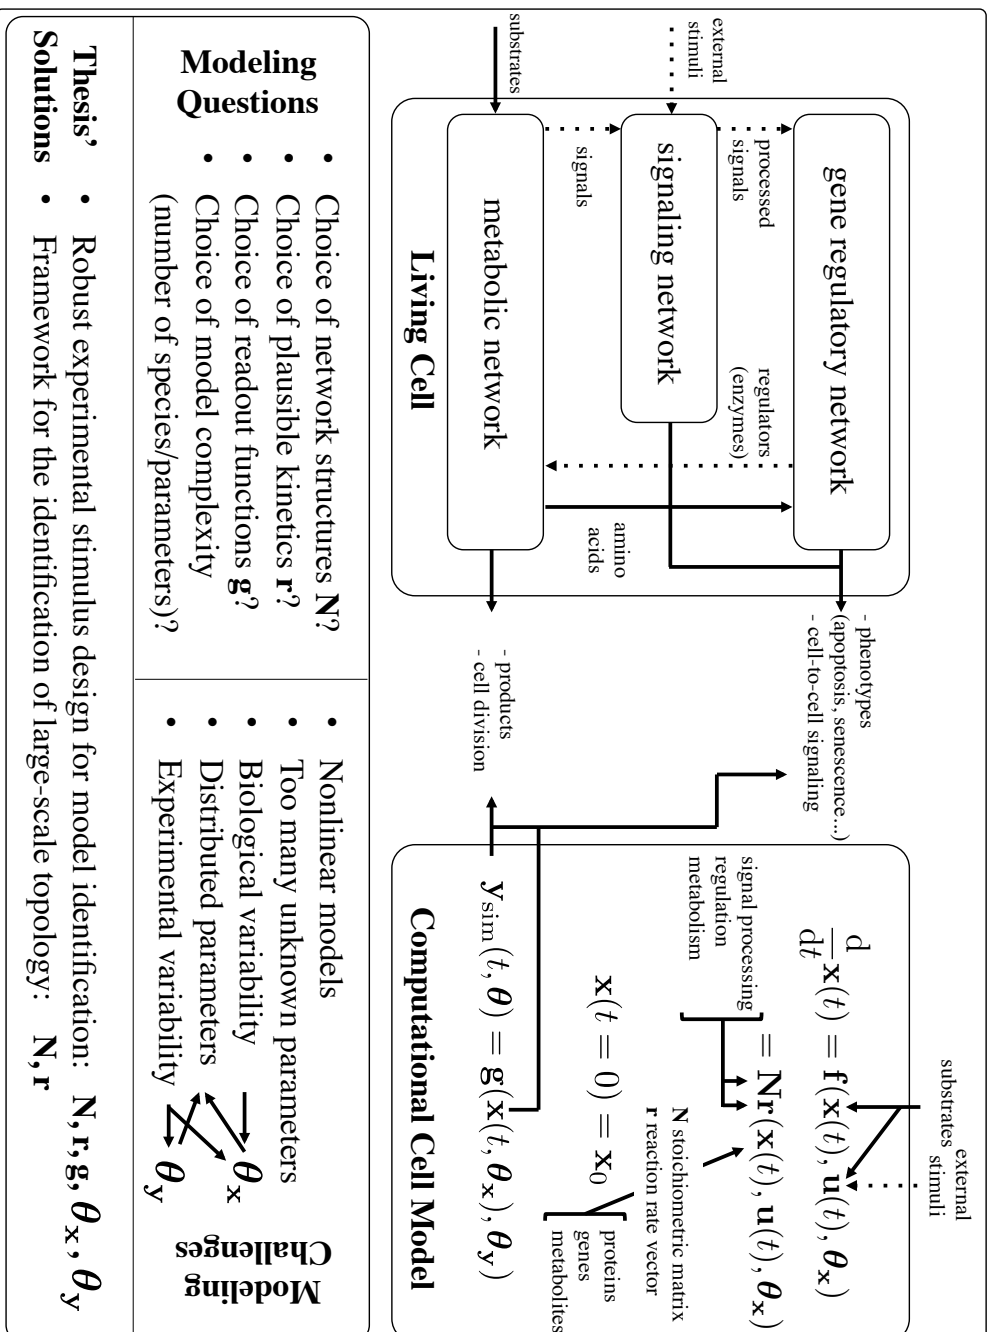 external
stimuli
substrates
gene regulatory network
processed
signals
signaling network
signals
metabolic network
regulators
(enzymes)
amino
acids
Living Cell
- phenotypes
(apoptosis, senescence...)
- cell-to-cell signaling
- products
- cell division
substrates
external
stimuli
d/dt x(t) = f(x(t), u(t), θx)
= Nr(x(t), u(t), θx)
signal processing
regulation
metabolism
N stoichiometric matrix
r reaction rate vector
x(t = 0) = x0
proteins
genes
metabolites
ysim(t, θ) = g(x(t, θx), θy)
Computational Cell Model
Modeling
Questions
• Choice of network structures N?
• Choice of plausible kinetics r?
• Choice of readout functions g?
• Choice of model complexity
(number of species/parameters)?
• Nonlinear models
• Too many unknown parameters
• Biological variability
• Distributed parameters
• Experimental variability
θx
θy
Modeling
Challenges
Thesis'
Solutions
• Robust experimental stimulus design for model identification: N, r, g, θx, θy
• Framework for the identification of large-scale topology: N, r